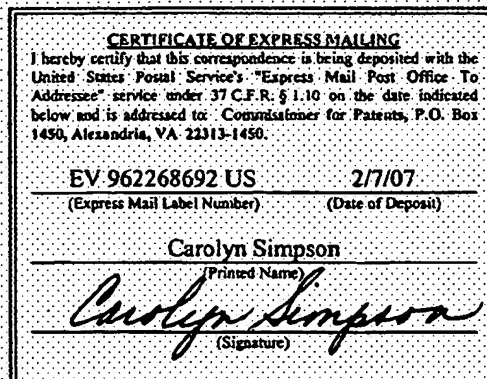 CERTIFICATE OF EXPRESS MAILING
I hereby certify that this correspondence is being deposited with the
United States Postal Service's "Express Mail Post Office To
Addressee" service under 37 C.F.R. § 1.10 on the date indicated
below and is addressed to: Commissioner for Patents, P.O. Box
1450, Alexandria, VA 22313-1450.
EV 962268692 US 2/7/07
(Express Mail Label Number) (Date of Deposit)
Carolyn Simpson
(Printed Name)
Carolyn Simpson
(Signature)